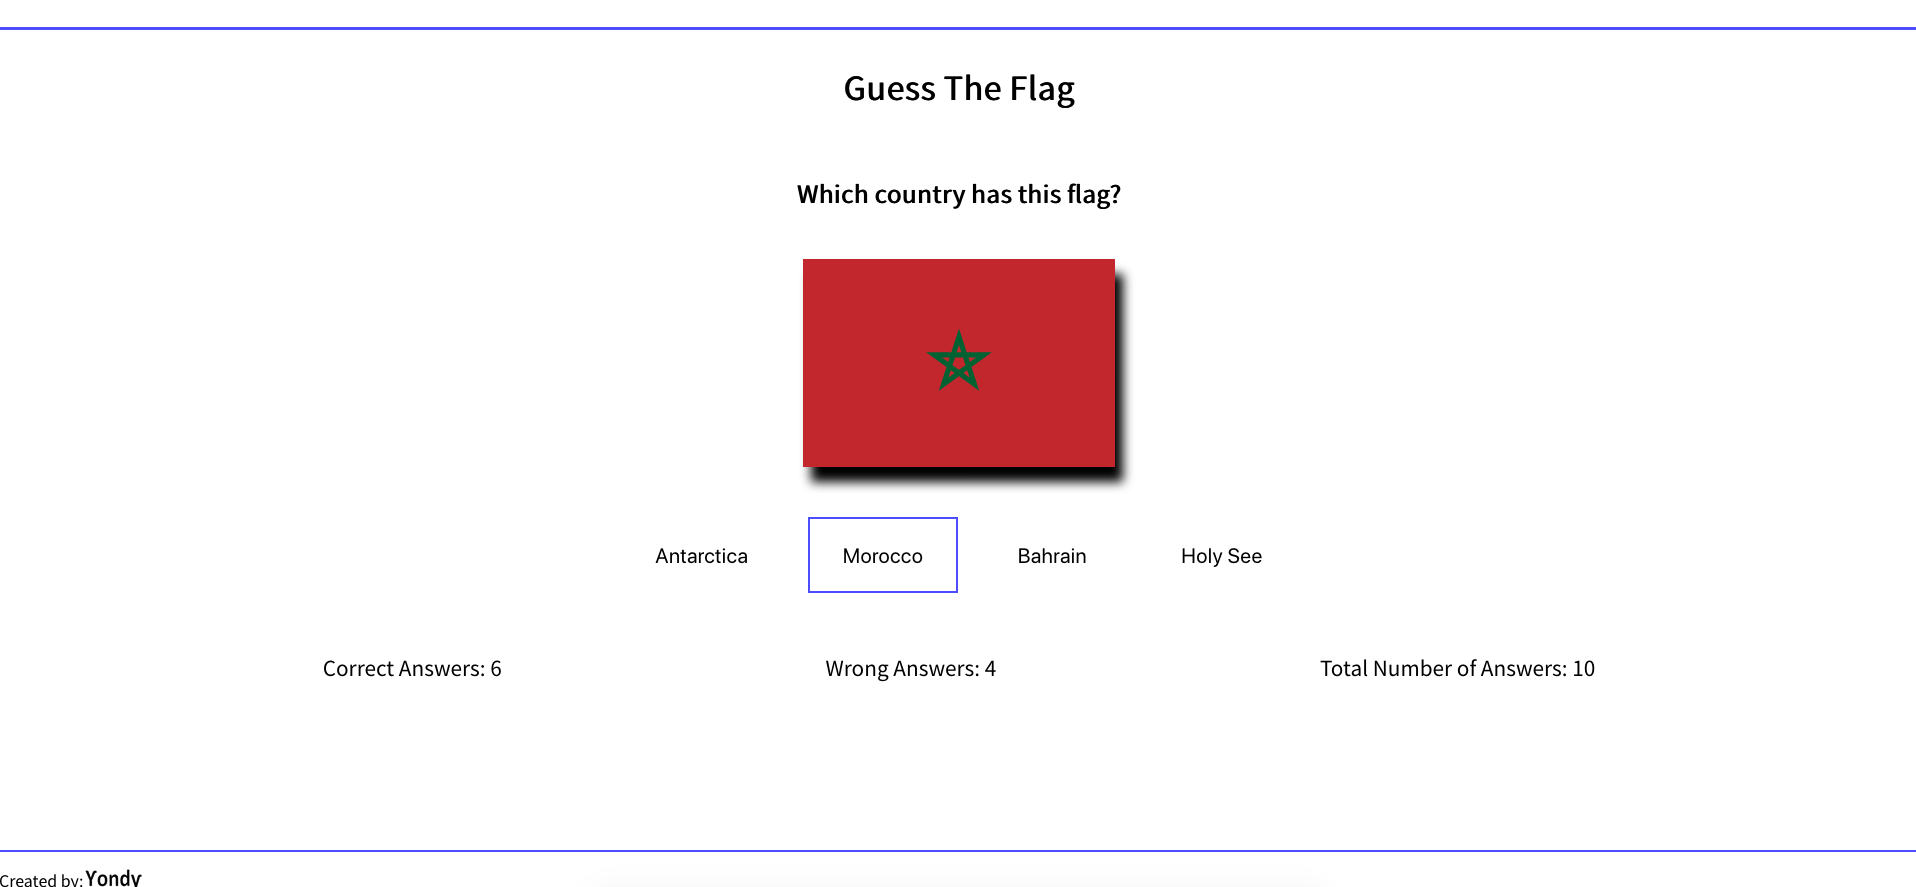 Guess The Flag
Which country has this flag?
Antarctica Morocco Bahrain Holy See
Correct Answers: 6 Wrong Answers: 4 Total Number of Answers: 10
Created by: Yondy